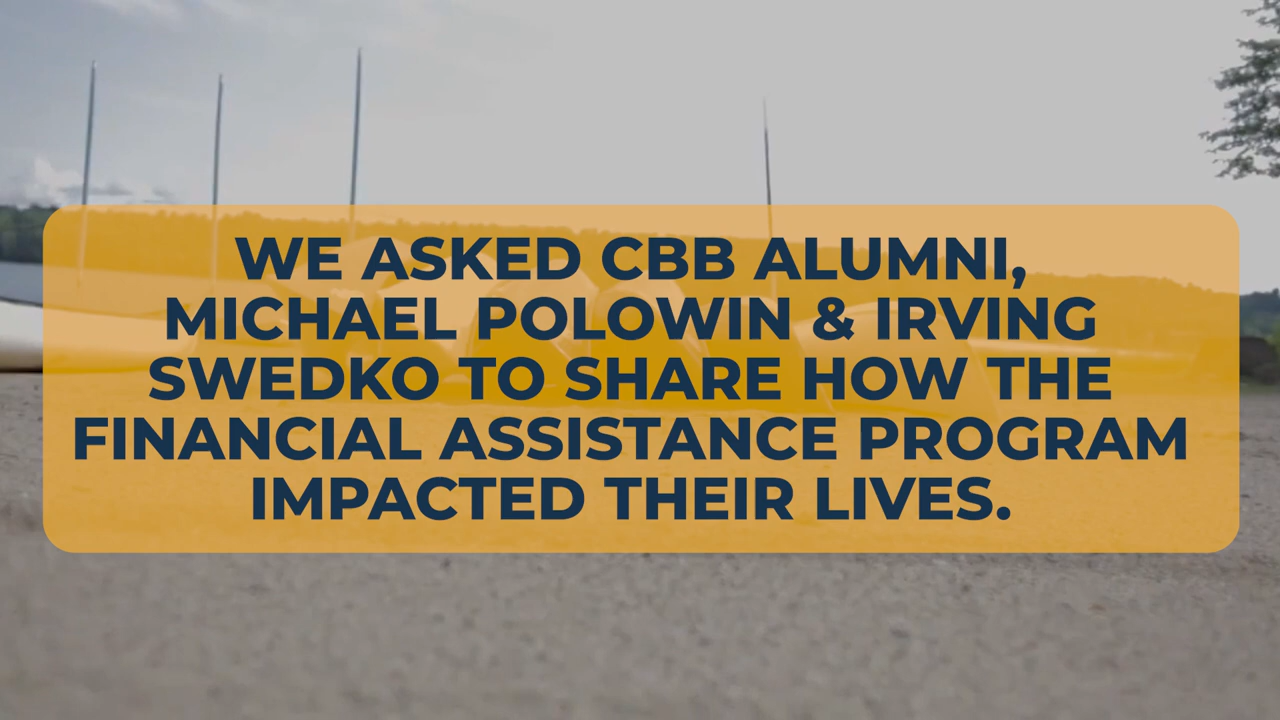 WE ASKED CBB ALUMNI,
MICHAEL POLOWIN & IRVING
SWEDKO TO SHARE HOW THE
FINANCIAL ASSISTANCE PROGRAM
IMPACTED THEIR LIVES.